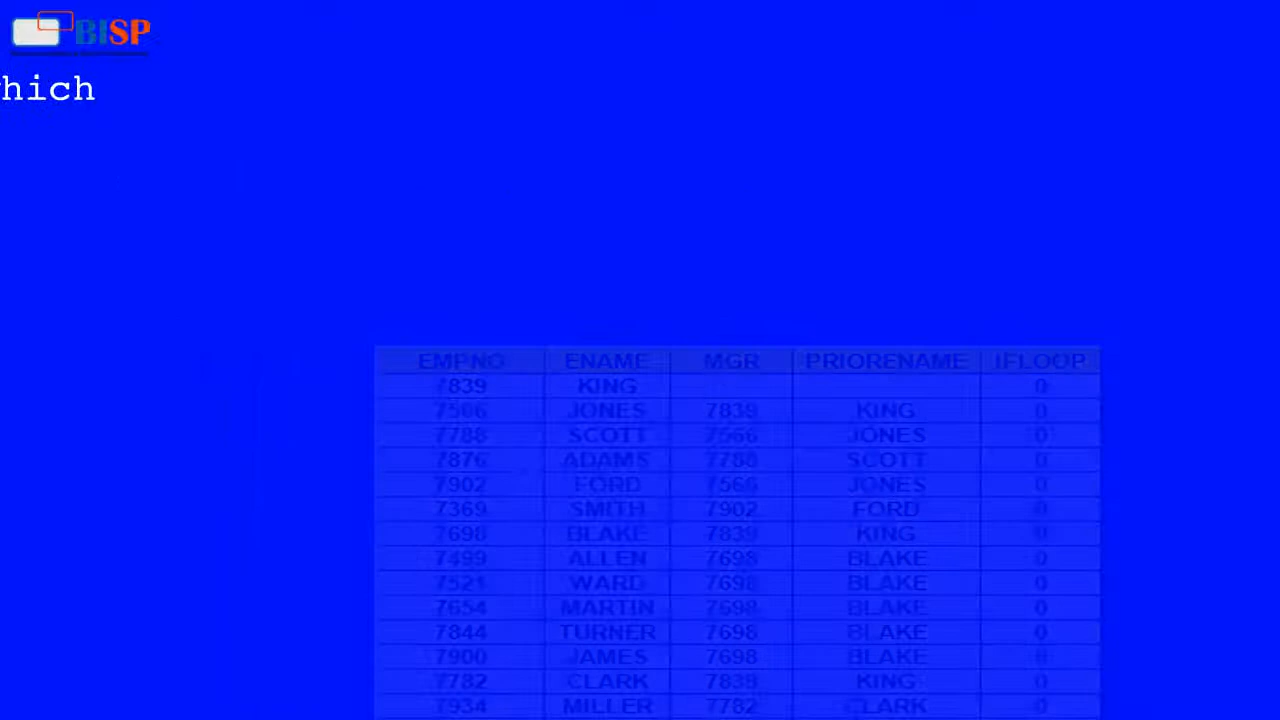 BISP
hich
EMPNO ENAME MGR PRIORENAME IFLOOP
7839 KING 0
7566 JONES 7839 KING 0
7788 SCOTT 7566 JONES 0
7876 ADAMS 7788 SCOTT 0
7902 FORD 7566 JONES 0
7369 SMITH 7902 FORD 0
7698 BLAKE 7839 KING 0
7499 ALLEN 7698 BLAKE 0
7521 WARD 7698 BLAKE 0
7654 MARTIN 7698 BLAKE 0
7844 TURNER 7698 BLAKE 0
7900 JAMES 7698 BLAKE 0
7782 CLARK 7839 KING 0
7934 MILLER 7782 CLARK 0